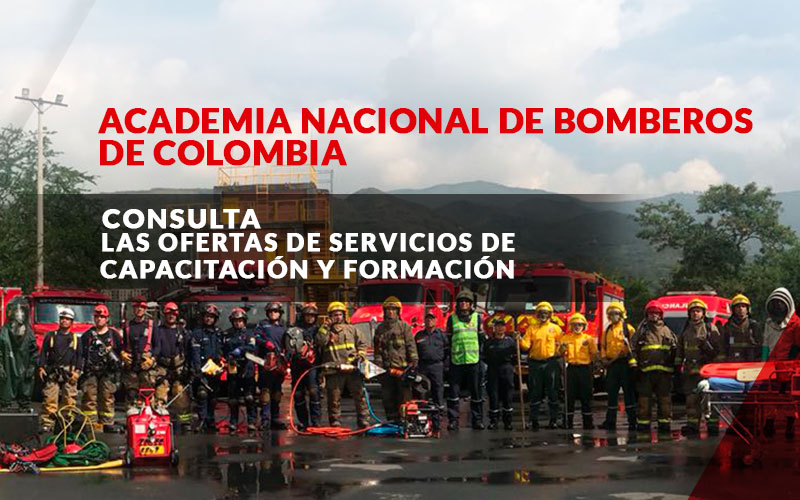 ACADEMIA NACIONAL DE BOMBEROS
DE COLOMBIA
CONSULTA
LAS OFERTAS DE SERVICIOS DE
CAPACITACIÓN Y FORMACIÓN